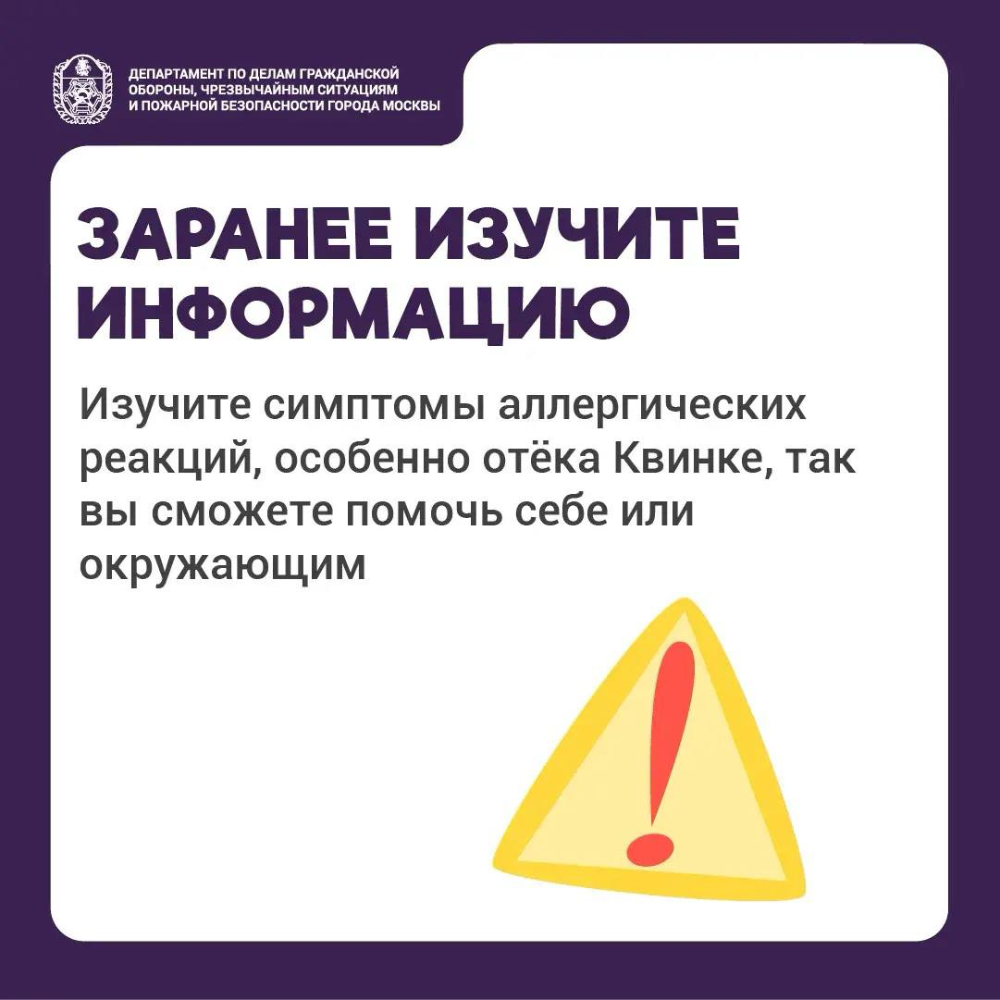 ДЕПАРТАМЕНТ ПО ДЕЛАМ ГРАЖДАНСКОЙ
ОБОРОНЫ, ЧРЕЗВЫЧАЙНЫМ СИТУАЦИЯМ
И ПОЖАРНОЙ БЕЗОПАСНОСТИ ГОРОДА МОСКВЫ
ЗАРАНЕЕ ИЗУЧИТЕ
ИНФОРМАЦИЮ
Изучите симптомы аллергических
реакций, особенно отёка Квинке, так
вы сможете помочь себе или
окружающим